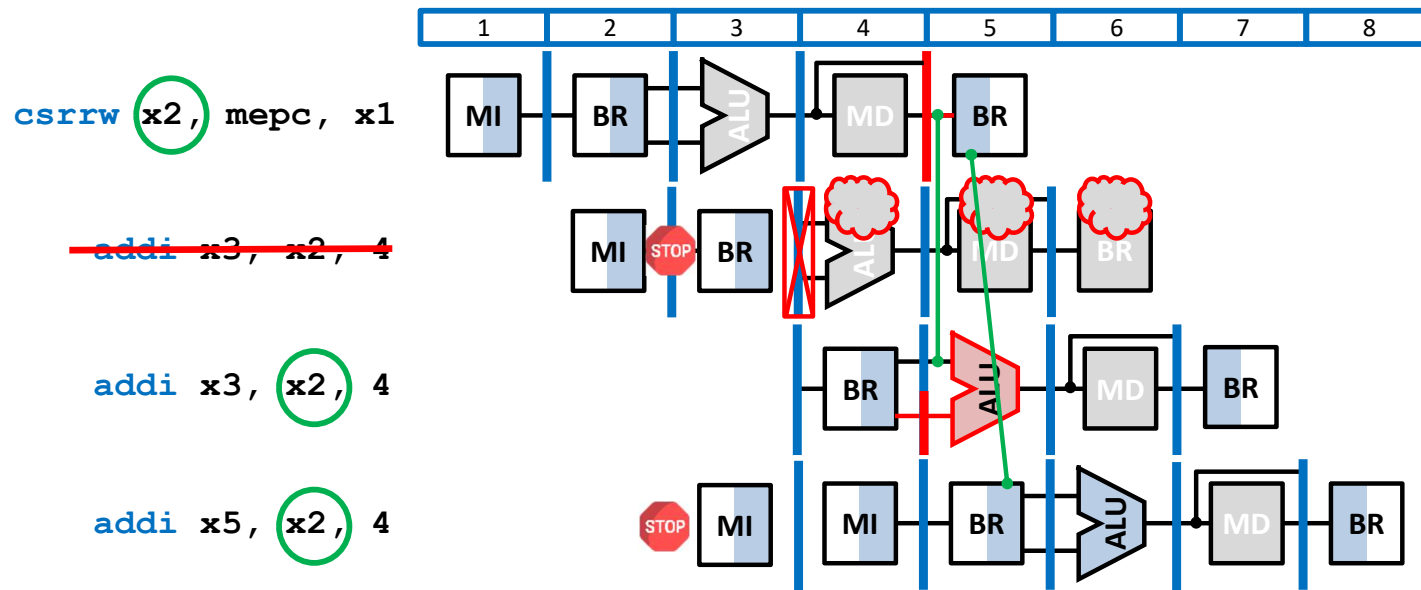 1 2 3 4 5 6 7 8
csrrw x2, mepc, x1 MI BR ALU MD BR
addi x3, x2, 4 MI STOP BR ALU MD BR
addi x3, x2, 4 BR ALU MD BR
addi x5, x2, 4 STOP MI MI BR ALU MD BR